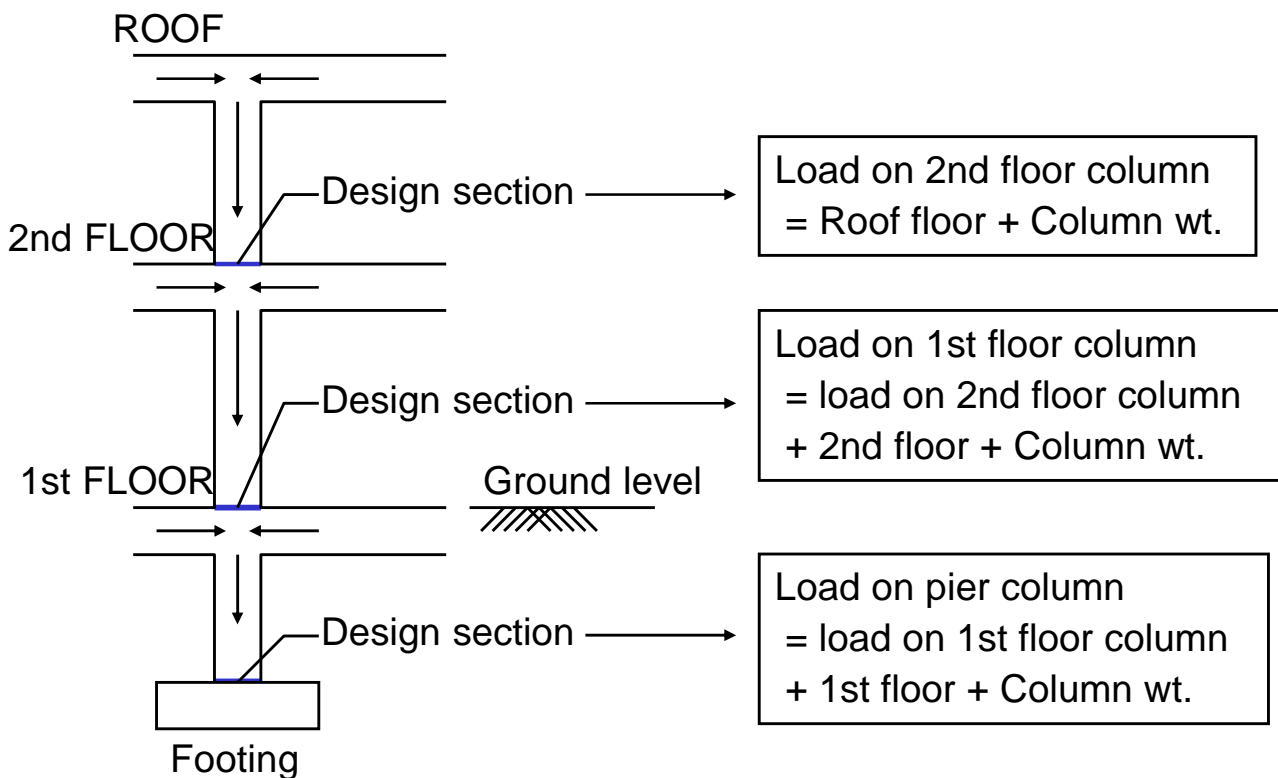 ROOF
Design section
Load on 2nd floor column
= Roof floor + Column wt.
2nd FLOOR
Design section
Load on 1st floor column
= load on 2nd floor column
+ 2nd floor + Column wt.
1st FLOOR
Ground level
Design section
Load on pier column
= load on 1st floor column
+ 1st floor + Column wt.
Footing